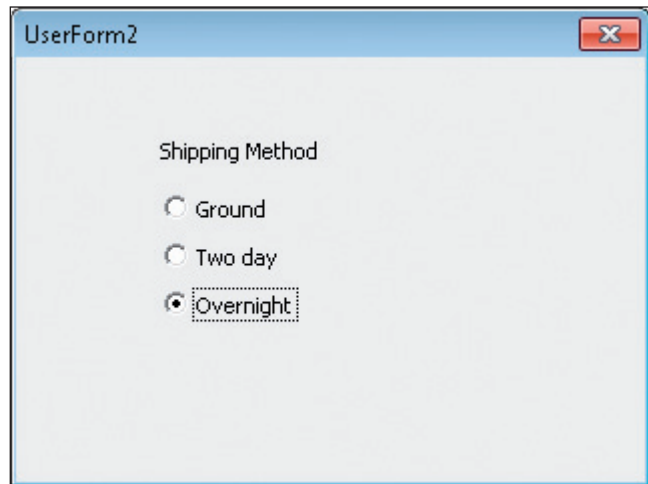 UserForm2
Shipping Method
Ground
Two day
Overnight